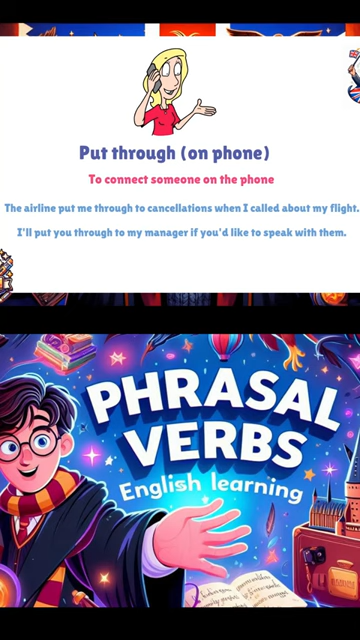 Put through (on phone)
To connect someone on the phone
The airline put me through to cancellations when I called about my flight.
I'll put you through to my manager if you'd like to speak with them.
PHRASAL
VERBS
English learning